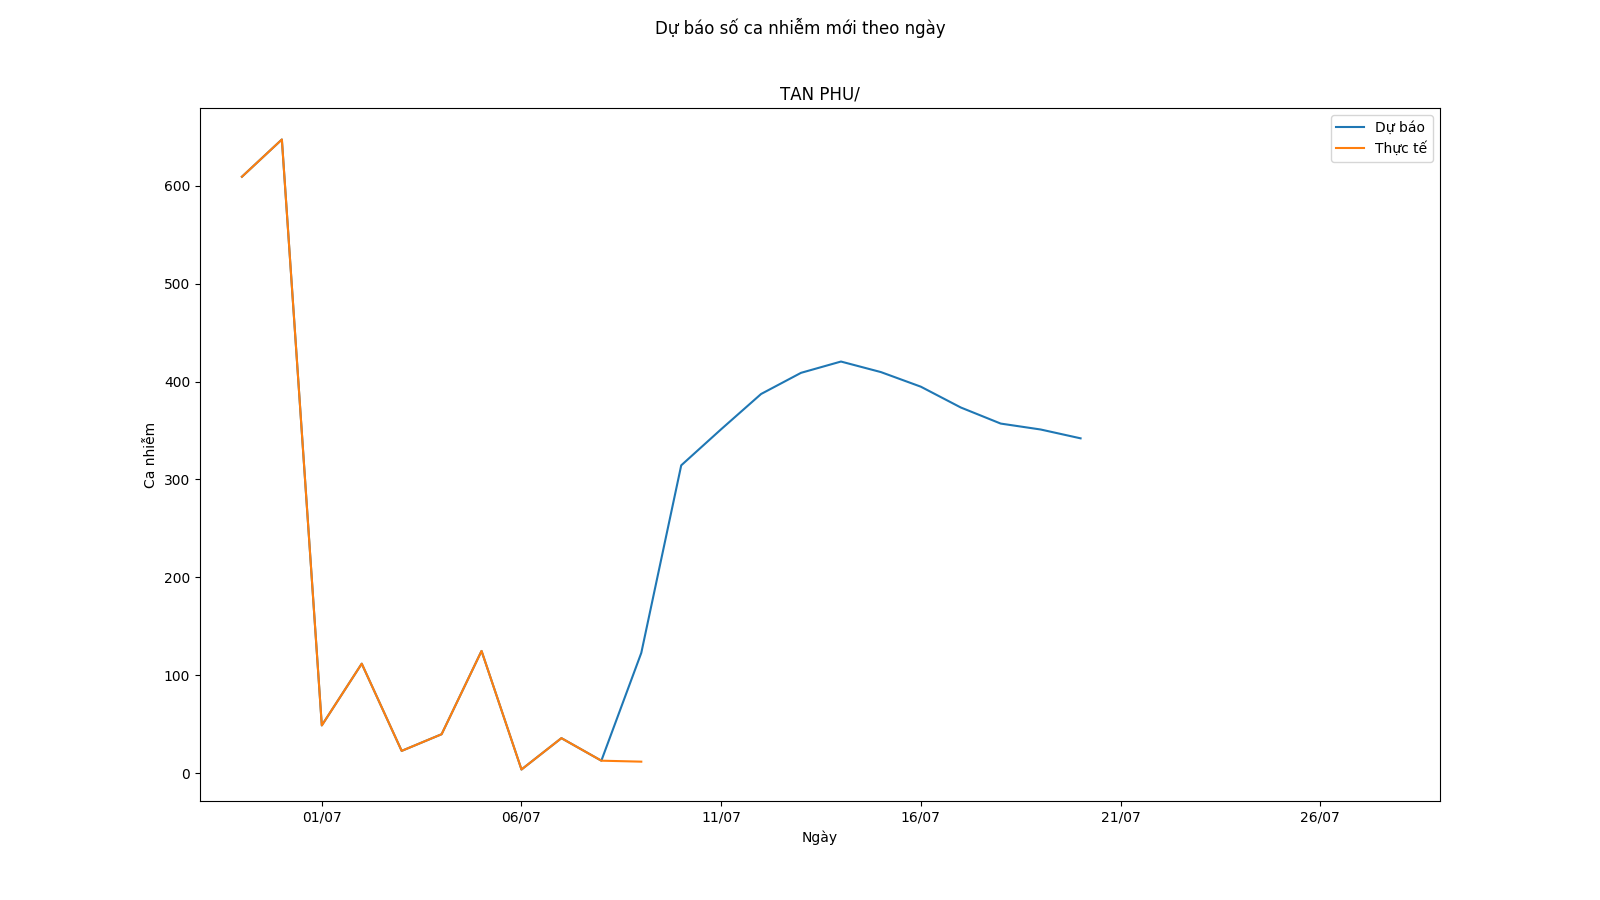 Dự báo số ca nhiễm mới theo ngày
TAN PHU/
Dự báo
Thực tế
600
500
400
300
200
100
0
Ca nhiễm
01/07
06/07
11/07
16/07
21/07
26/07
Ngày